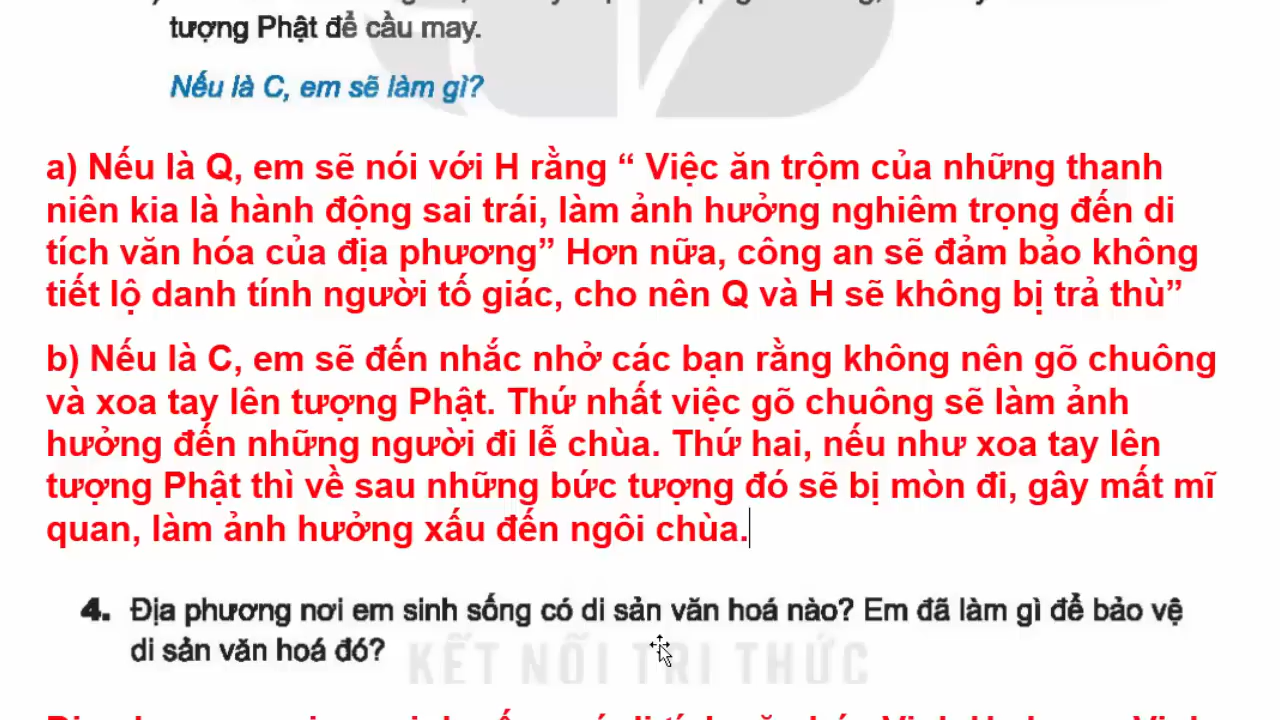 tượng Phật để cầu may.
Nếu là C, em sẽ làm gì?
a) Nếu là Q, em sẽ nói với H rằng “ Việc ăn trộm của những thanh
niên kia là hành động sai trái, làm ảnh hưởng nghiêm trọng đến di
tích văn hóa của địa phương” Hơn nữa, công an sẽ đảm bảo không
tiết lộ danh tính người tố giác, cho nên Q và H sẽ không bị trả thù”
b) Nếu là C, em sẽ đến nhắc nhở các bạn rằng không nên gõ chuông
và xoa tay lên tượng Phật. Thứ nhất việc gõ chuông sẽ làm ảnh
hưởng đến những người đi lễ chùa. Thứ hai, nếu như xoa tay lên
tượng Phật thì về sau những bức tượng đó sẽ bị mòn đi, gây mất mĩ
quan, làm ảnh hưởng xấu đến ngôi chùa.
4. Địa phương nơi em sinh sống có di sản văn hoá nào? Em đã làm gì để bảo vệ
di sản văn hoá đó?
KẾT NỐI TRI THỨC